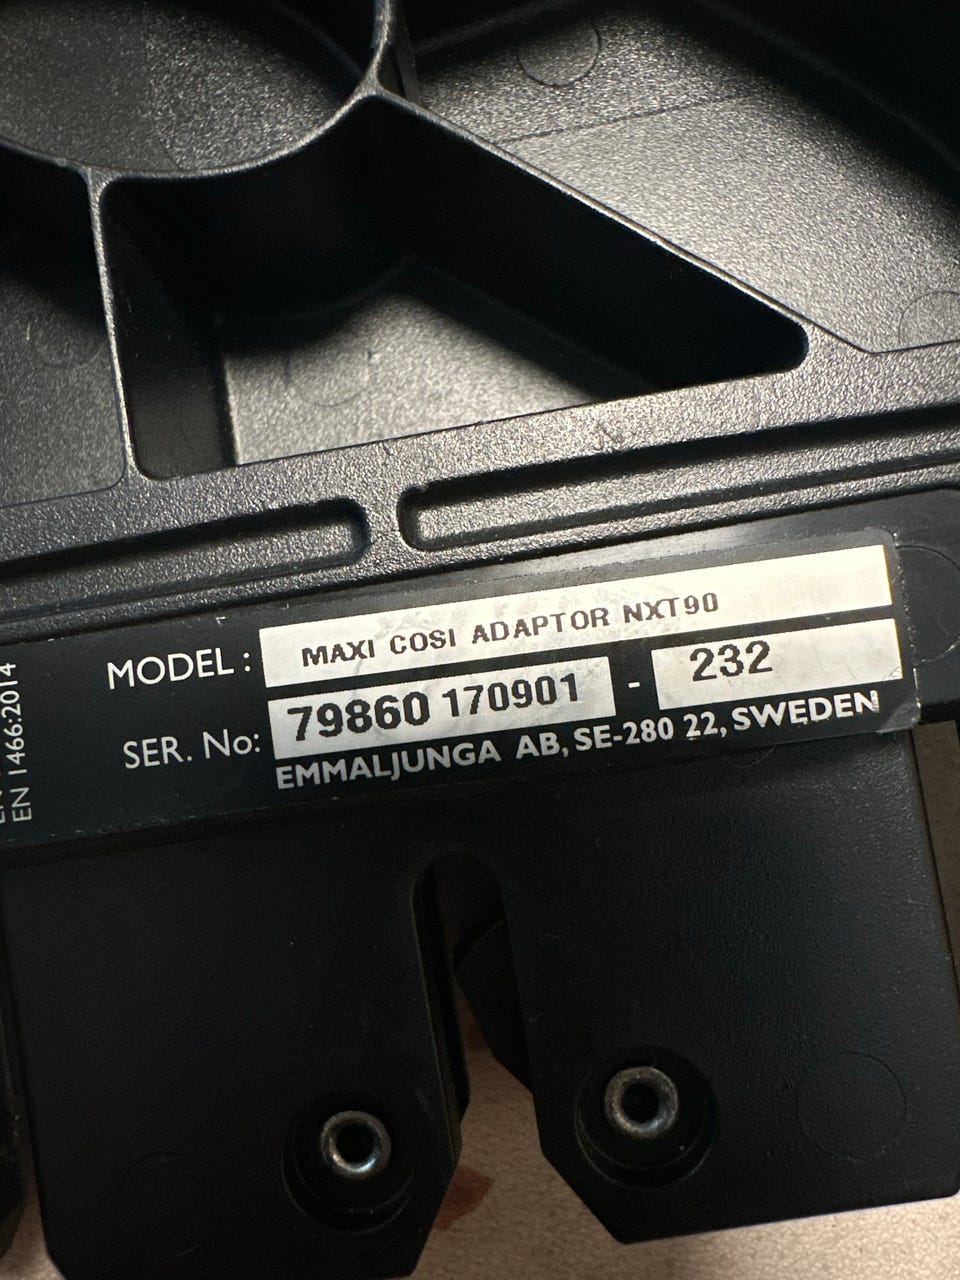 MODEL: MAXI COSI ADAPTOR NXT90
SER. No: 79860 170901 - 232
EMMALJUNGA AB, SE-280 22, SWEDEN
EN 1466:2014